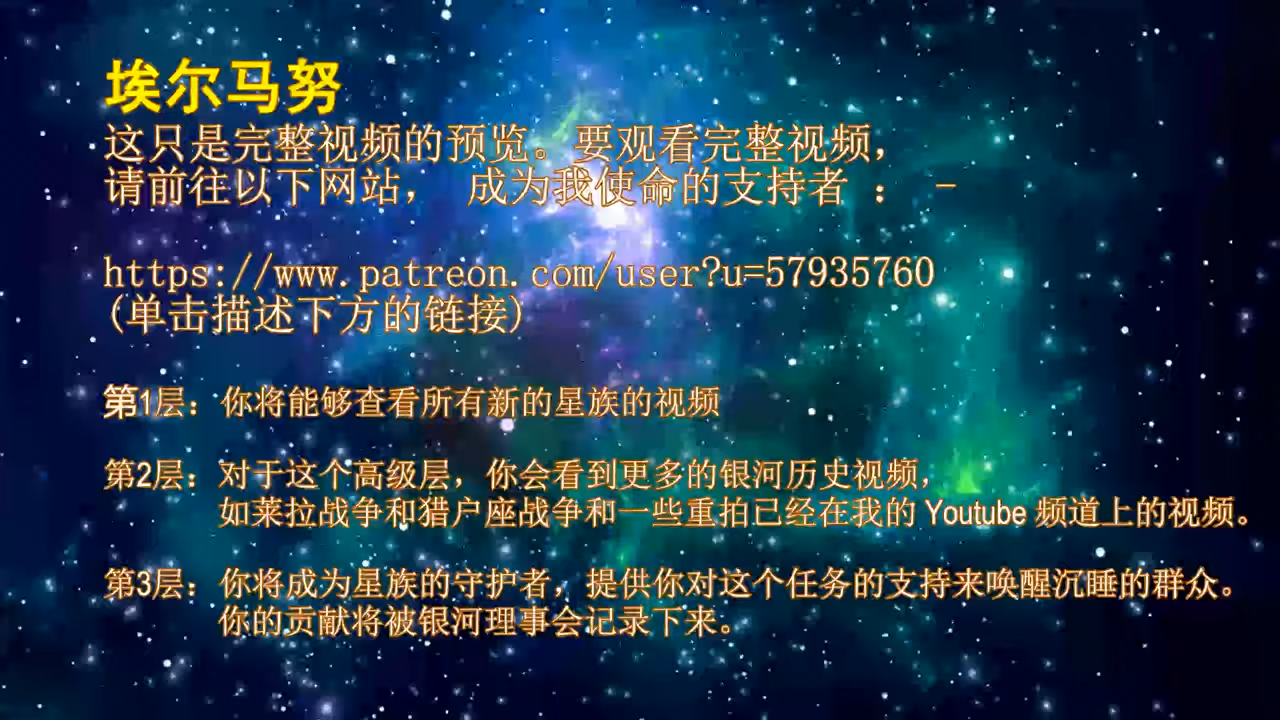 埃尔马努
这只是完整视频的预览。要观看完整视频，
请前往以下网站， 成为我使命的支持者 ： -
https://www.patreon.com/user?u=57935760
(单击描述下方的链接)
第1层：你将能够查看所有新的星族的视频
第2层：对于这个高级层，你会看到更多的银河历史视频，
如莱拉战争和猎户座战争和一些重拍已经在我的 Youtube 频道上的视频。
第3层：你将成为星族的守护者，提供你对这个任务的支持来唤醒沉睡的群众。
你的贡献将被银河理事会记录下来。